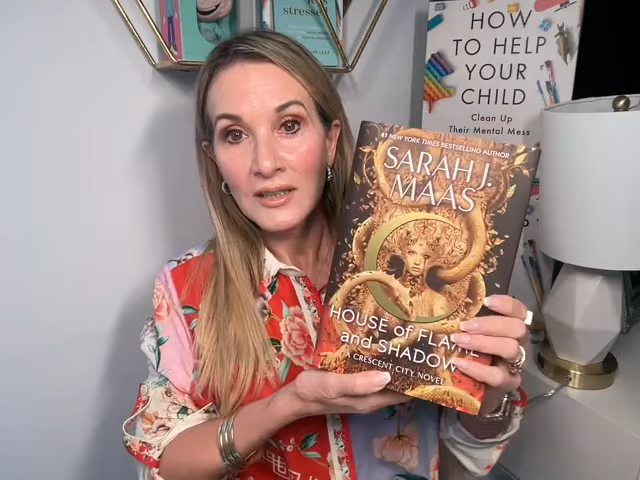 stresse
HOW
TO HELP
YOUR
CHILD
Clean Up
Their Mental Mess
#1 NEW YORK TIMES BESTSELLING AUTHOR
SARAH J.
MAAS
HOUSE of FLAME
and SHADOW
A CRESCENT CITY NOVEL